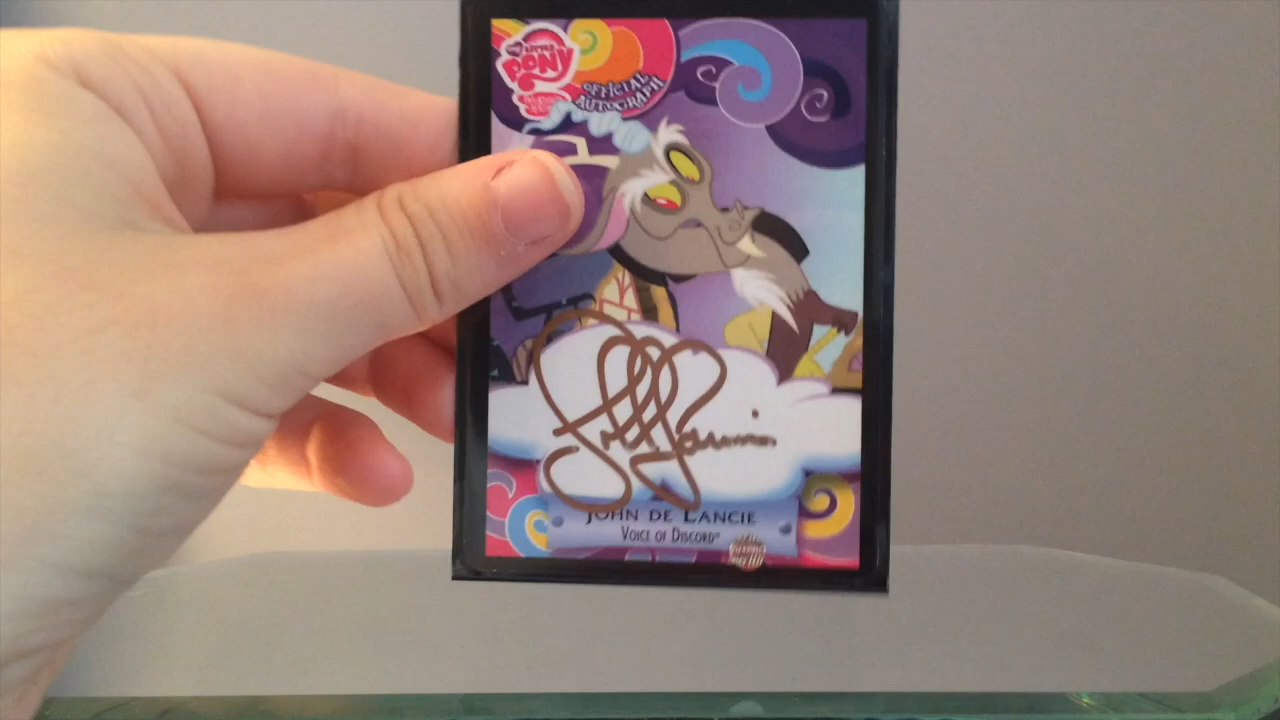 MY LITTLE
PONY
OFFICIAL
AUTOGRAPH
JOHN DE LANCIE
VOICE OF DISCORD